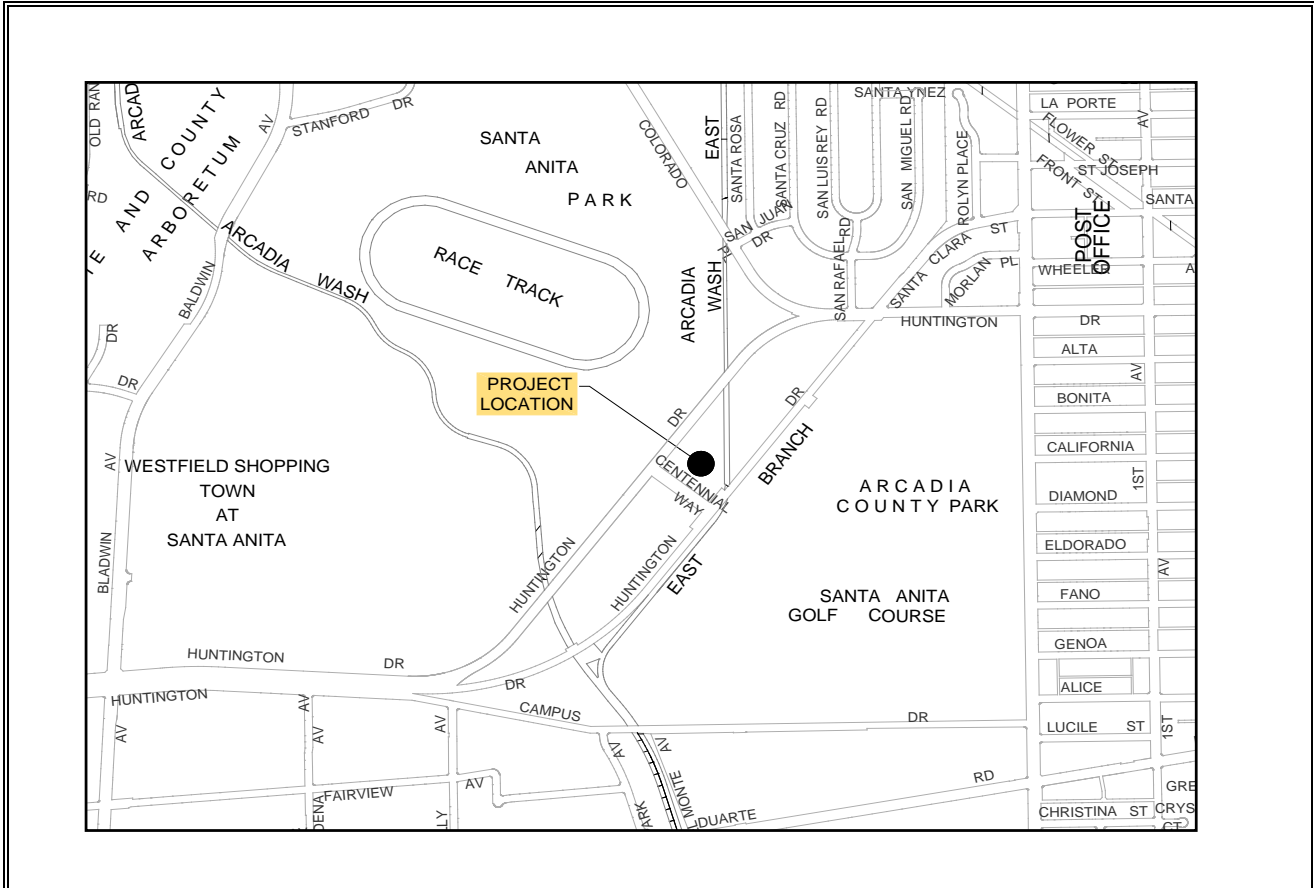 OLD RAN
ARCAD
AND COUNTY
ARBORETUM
AV
STANFORD DR
SANTA
ANITA
PARK
COLORADO
PL
EAST
ARCADIA
WASH
SANTA ROSA
SANTA CRUZ RD
SAN LUIS REY RD
SANTA YNEZ
SAN MIGUEL RD
ROLYN PLACE
LA PORTE
AV
FLOWER ST
FRONT ST
ST JOSEPH
SANTA
POST
OFFICE
RD
TE
ARCADIA WASH
BALDWIN
RACE TRACK
SAN JUAN
DR
SAN RAFAEL RD
SANTA CLARA ST
MORLAN PL
WHEELER
A
HUNTINGTON
DR
DR
DR
ALTA
AV
BONITA
CALIFORNIA
DIAMOND
1ST
ELDORADO
AV
FANO
GENOA
ALICE
PROJECT
LOCATION
DR
DR
CENTENNIAL
WAY
EAST BRANCH
HUNTINGTON
HUNTINGTON
ARCADIA
COUNTY PARK
SANTA ANITA
GOLF COURSE
AV
WESTFIELD SHOPPING
TOWN
AT
SANTA ANITA
BLADWIN
HUNTINGTON DR
HUNTINGTON
DR
CAMPUS
DR
LUCILE ST
1ST
AV
AV
AV
AV
AV
AV
RD
FAIRVIEW AV
DENA
LLY
ARK
MONTE
DUARTE
CHRISTINA ST
GRE
CRYS
CT